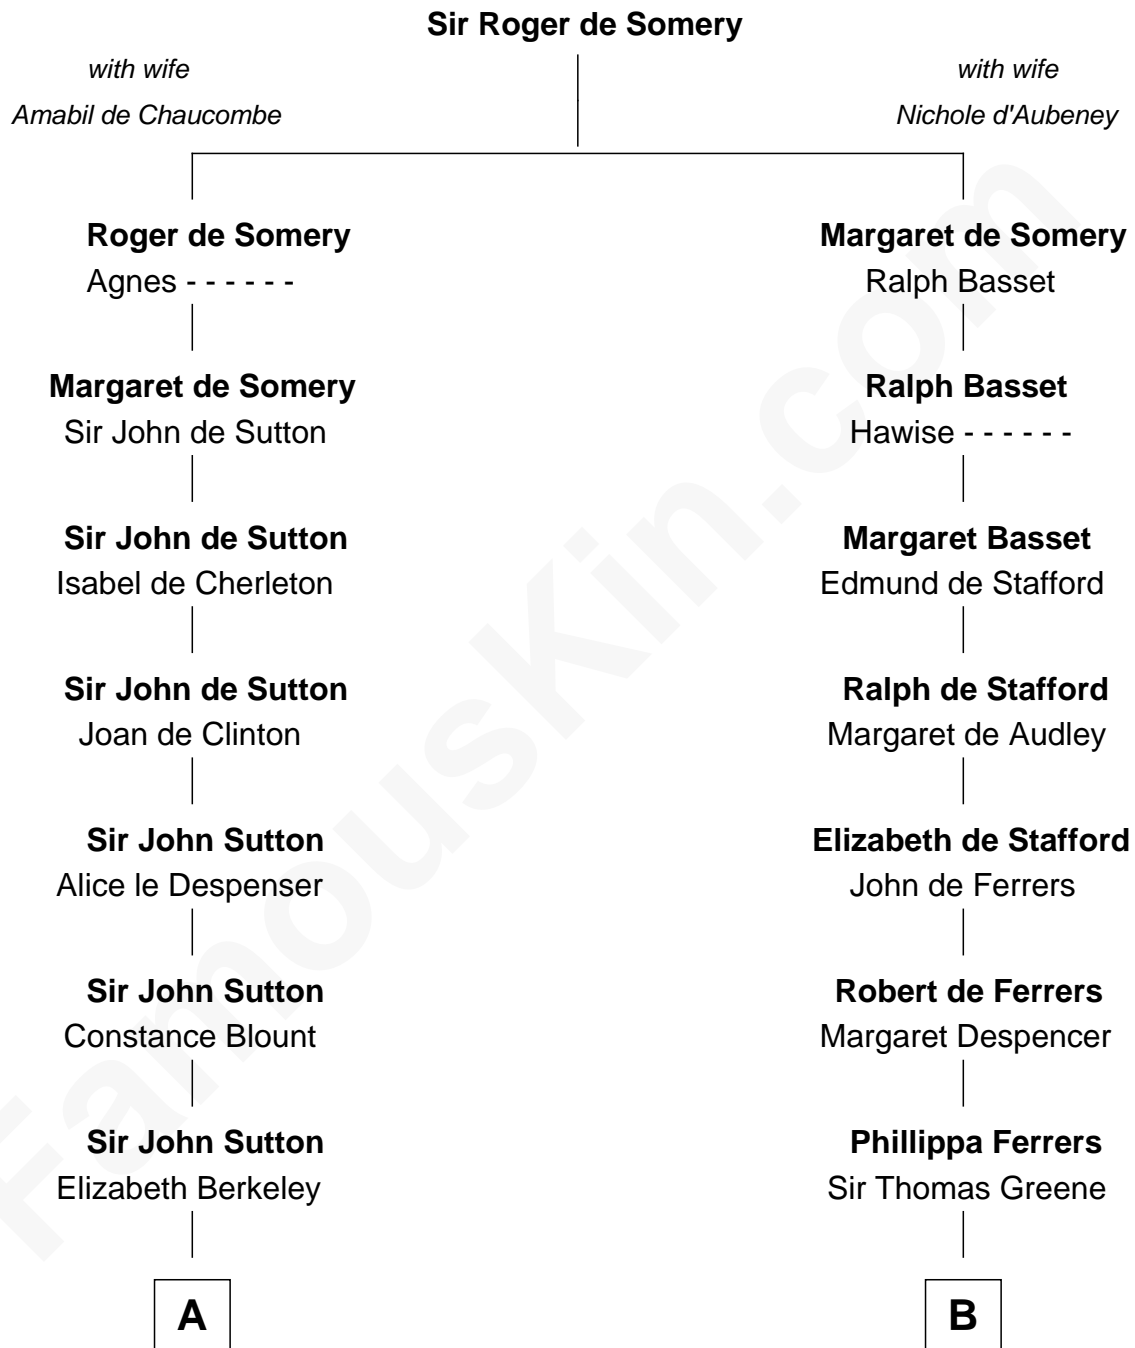 Sir Roger de Somery
with wife
Amabil de Chaucombe
with wife
Nichole d'Aubeney
Roger de Somery
Agnes - - - - - -
Margaret de Somery
Sir John de Sutton
Sir John de Sutton
Isabel de Cherleton
Sir John de Sutton
Joan de Clinton
Sir John Sutton
Alice le Despenser
Sir John Sutton
Constance Blount
Sir John Sutton
Elizabeth Berkeley
A
Margaret de Somery
Ralph Basset
Ralph Basset
Hawise - - - - - -
Margaret Basset
Edmund de Stafford
Ralph de Stafford
Margaret de Audley
Elizabeth de Stafford
John de Ferrers
Robert de Ferrers
Margaret Despencer
Phillippa Ferrers
Sir Thomas Greene
B
FamousKin.com